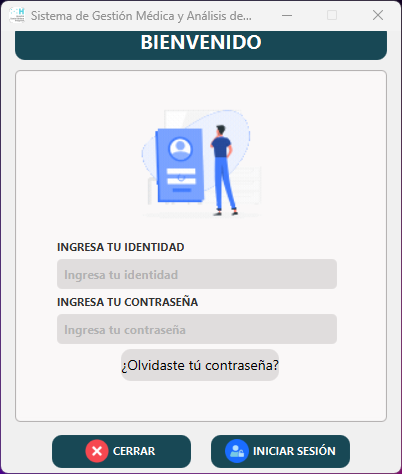 Sistema de Gestión Médica y Análisis de...
BIENVENIDO
INGRESA TU IDENTIDAD
Ingresa tu identidad
INGRESA TU CONTRASEÑA
Ingresa tu contraseña
¿Olvidaste tú contraseña?
CERRAR
INICIAR SESIÓN